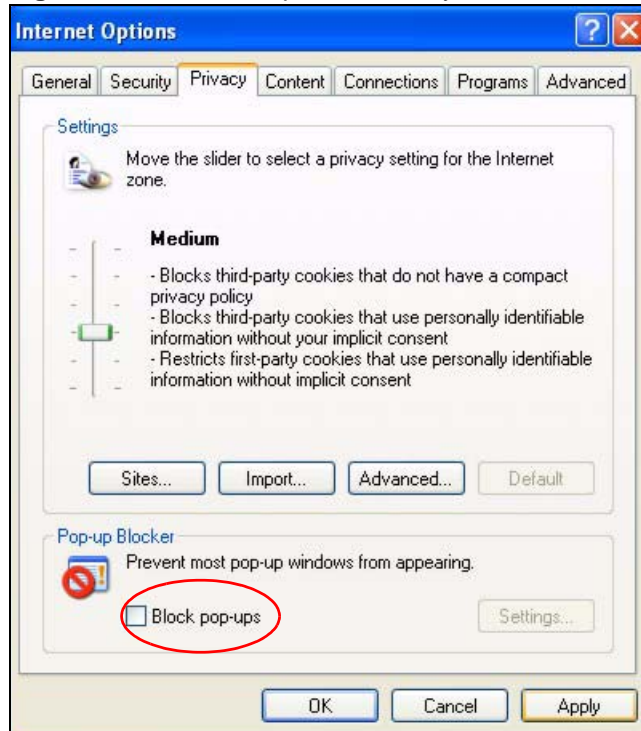 Internet Options
General Security Privacy Content Connections Programs Advanced
Settings
Move the slider to select a privacy setting for the Internet
zone.
Medium
- Blocks third-party cookies that do not have a compact
privacy policy
- Blocks third-party cookies that use personally identifiable
information without your implicit consent
- Restricts first-party cookies that use personally identifiable
information without implicit consent
Sites... Import... Advanced... Default
Pop-up Blocker
Prevent most pop-up windows from appearing.
Block pop-ups Settings...
OK Cancel Apply